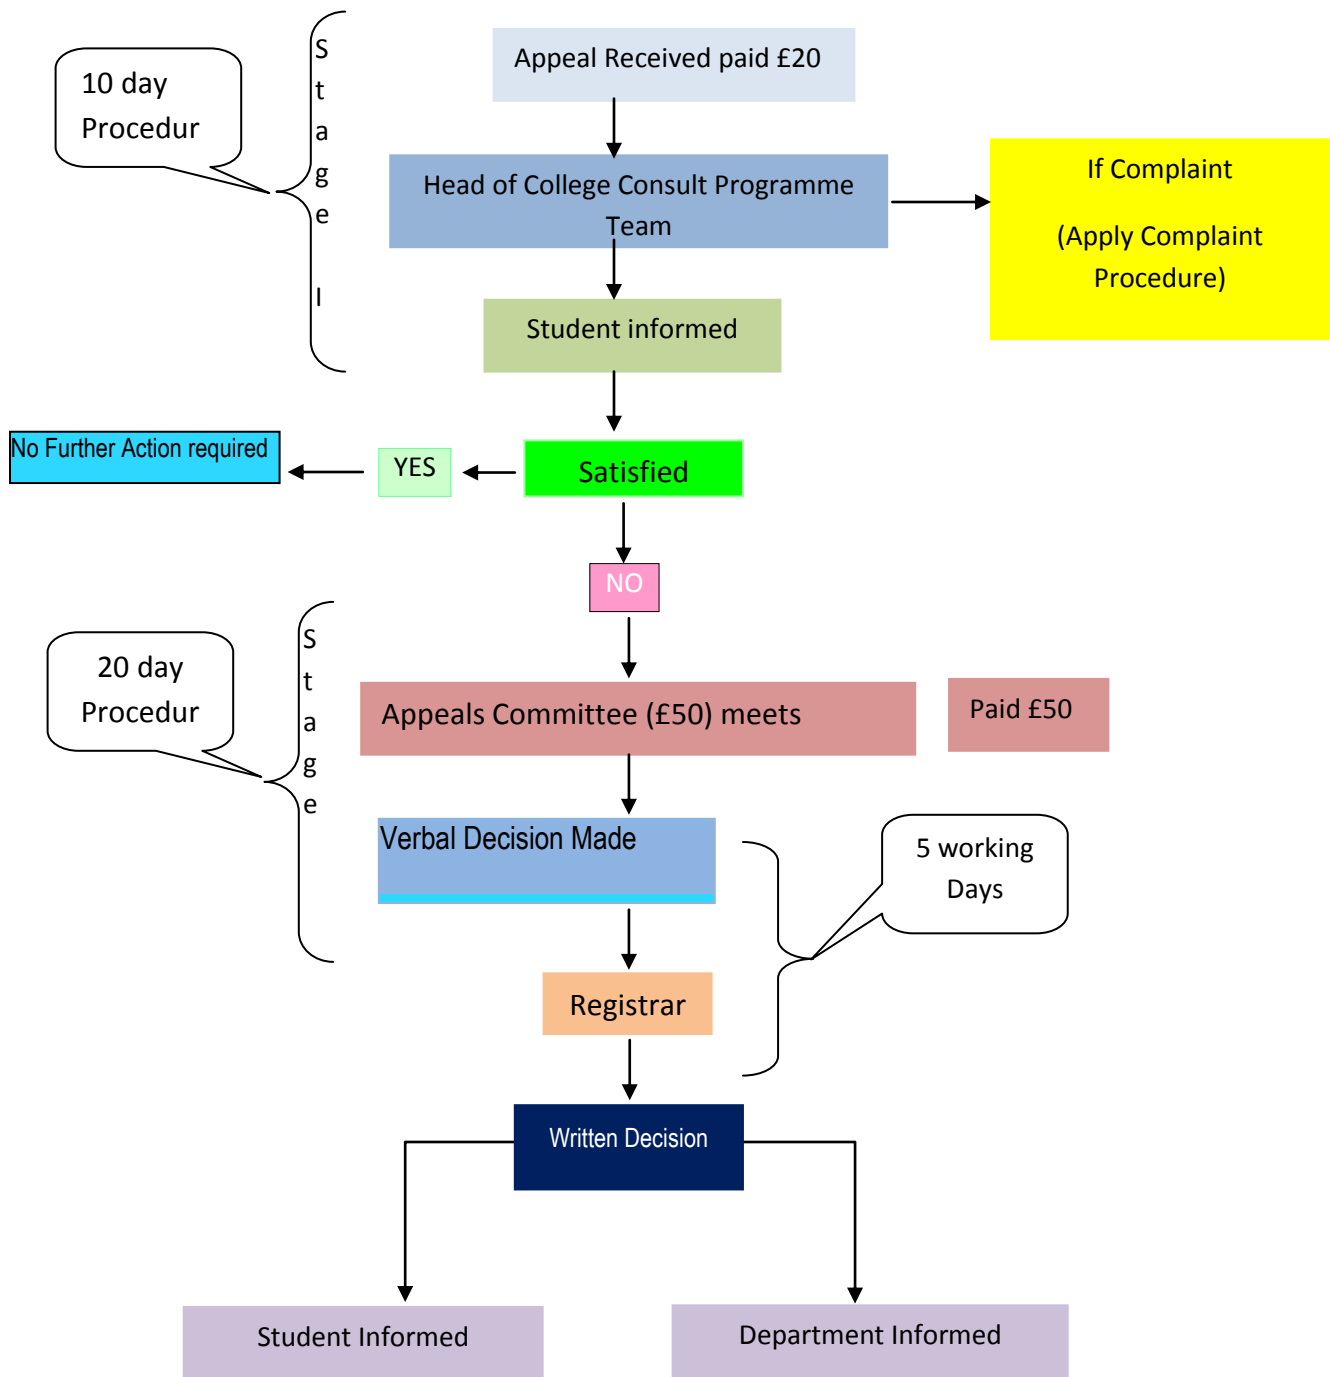 10 day
Procedur
S
t
a
g
e
I
Appeal Received paid £20
Head of College Consult Programme
Team
If Complaint
(Apply Complaint
Procedure)
Student informed
No Further Action required
YES
Satisfied
NO
20 day
Procedur
S
t
a
g
e
Appeals Committee (£50) meets
Paid £50
Verbal Decision Made
5 working
Days
Registrar
Written Decision
Student Informed
Department Informed